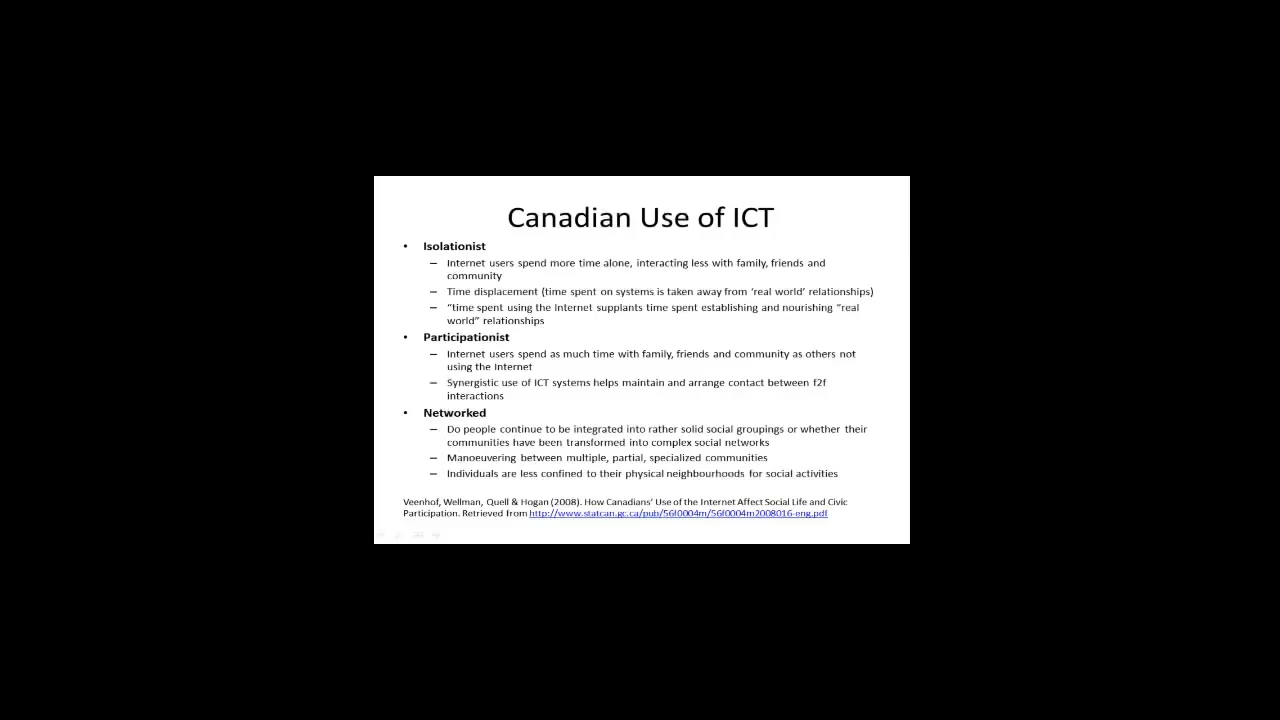 Canadian Use of ICT
• Isolationist
– Internet users spend more time alone, interacting less with family, friends and
community
– Time displacement (time spent on systems is taken away from ‘real world’ relationships)
– “time spent using the Internet supplants time spent establishing and nourishing “real
world” relationships
• Participationist
– Internet users spend as much time with family, friends and community as others not
using the Internet
– Synergistic use of ICT systems helps maintain and arrange contact between f2f
interactions
• Networked
– Do people continue to be integrated into rather solid social groupings or whether their
communities have been transformed into complex social networks
– Manoeuvering between multiple, partial, specialized communities
– Individuals are less confined to their physical neighbourhoods for social activities
Veenhof, Wellman, Quell & Hogan (2008). How Canadians’ Use of the Internet Affect Social Life and Civic
Participation. Retrieved from http://www.statcan.gc.ca/pub/56f0004m/56f0004m2008016-eng.pdf